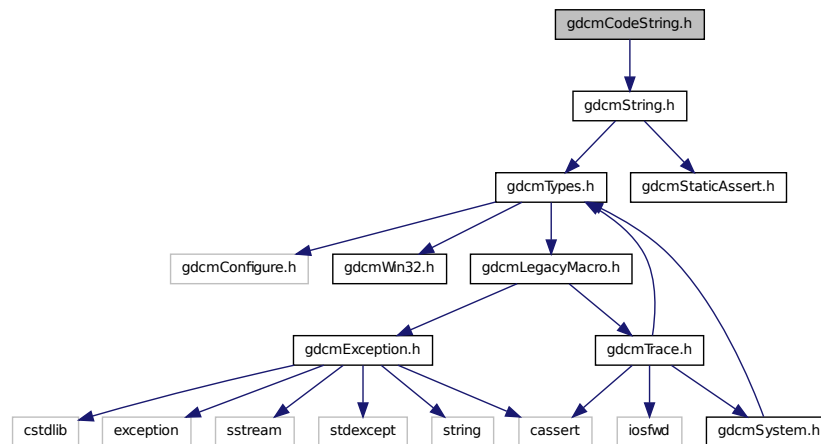 gdcmCodeString.h
gdcmString.h
gdcmTypes.h
gdcmStaticAssert.h
gdcmConfigure.h
gdcmWin32.h
gdcmLegacyMacro.h
gdcmException.h
gdcmTrace.h
cstdlib
exception
sstream
stdexcept
string
cassert
iosfwd
gdcmSystem.h